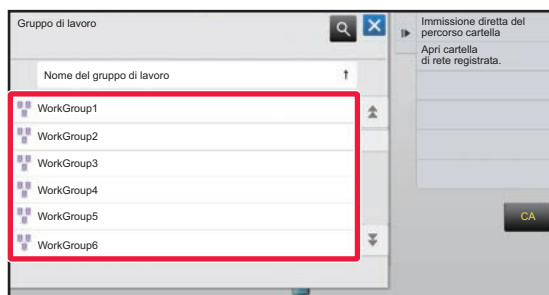 Gruppo di lavoro
Nome del gruppo di lavoro
WorkGroup1
WorkGroup2
WorkGroup3
WorkGroup4
WorkGroup5
WorkGroup6
Immissione diretta del
percorso cartella
Apri cartella
di rete registrata.
CA